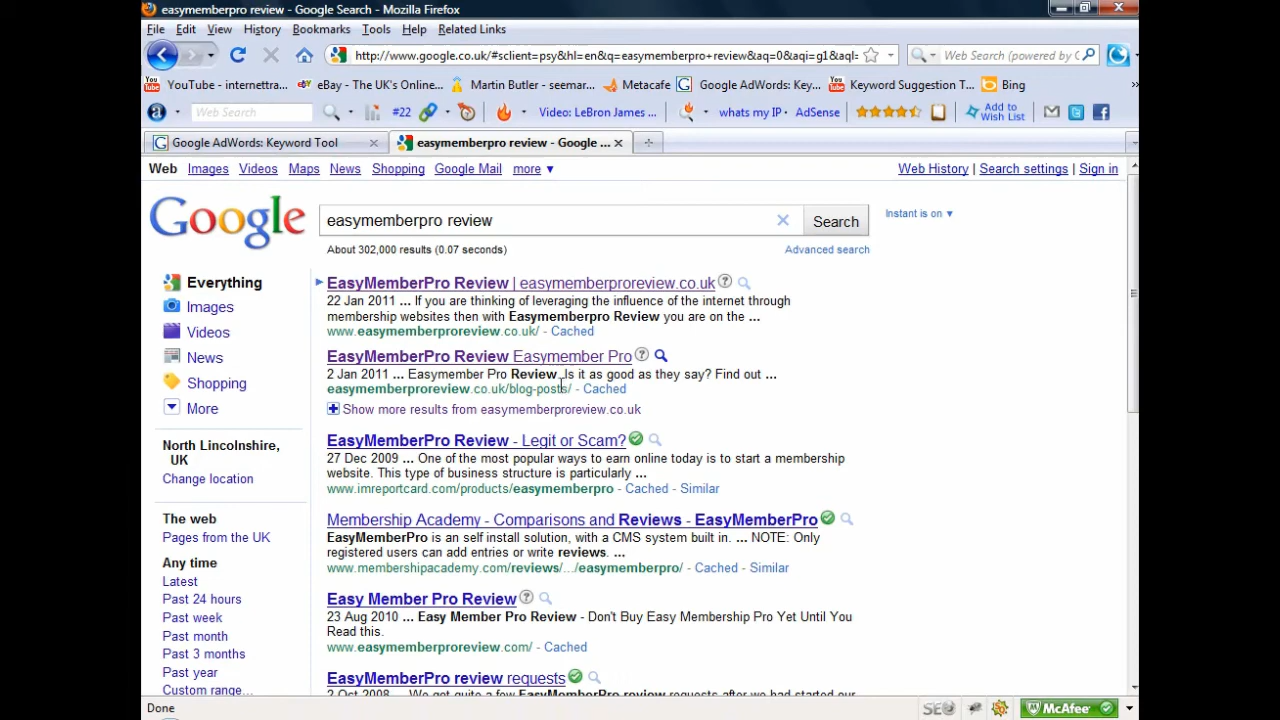 easymemberpro review - Google Search - Mozilla Firefox
File Edit View History Bookmarks Tools Help Related Links
http://www.google.co.uk/#sclient=psy&hl=en&q=easymemberpro+review&aq=0&aqi=g1&aql= Web Search (powered by G
YouTube - internettra... eBay - The UK's Online... Martin Butler - seemar... Metacafe Google AdWords: Key... Keyword Suggestion T... Bing
Web Search #22 Video: LeBron James ... whats my IP AdSense Add to Wish List
Google AdWords: Keyword Tool easymemberpro review - Google ...
Web Images Videos Maps News Shopping Google Mail more ▼ Web History | Search settings | Sign in
Google easymemberpro review Search Instant is on ▼
About 302,000 results (0.07 seconds) Advanced search
Everything
Images
Videos
News
Shopping
More
North Lincolnshire,
UK
Change location
The web
Pages from the UK
Any time
Latest
Past 24 hours
Past week
Past month
Past 3 months
Past year
Custom range...
EasyMemberPro Review | easymemberproreview.co.uk
22 Jan 2011 ... If you are thinking of leveraging the influence of the internet through
membership websites then with Easymemberpro Review you are on the ...
www.easymemberproreview.co.uk/ - Cached
EasyMemberPro Review Easymember Pro
2 Jan 2011 ... Easymember Pro Review. Is it as good as they say? Find out ...
easymemberproreview.co.uk/blog-posts/ - Cached
Show more results from easymemberproreview.co.uk
EasyMemberPro Review - Legit or Scam?
27 Dec 2009 ... One of the most popular ways to earn online today is to start a membership
website. This type of business structure is particularly ...
www.imreportcard.com/products/easymemberpro - Cached - Similar
Membership Academy - Comparisons and Reviews - EasyMemberPro
EasyMemberPro is an self install solution, with a CMS system built in. ... NOTE: Only
registered users can add entries or write reviews. ...
www.membershipacademy.com/reviews/.../easymemberpro/ - Cached - Similar
Easy Member Pro Review
23 Aug 2010 ... Easy Member Pro Review - Don't Buy Easy Membership Pro Yet Until You
Read this.
www.easymemberproreview.com/ - Cached
EasyMemberPro review requests
2 Oct 2008 ... We got quite a few EasyMemberPro review requests after we had started our
Done SEO McAfee